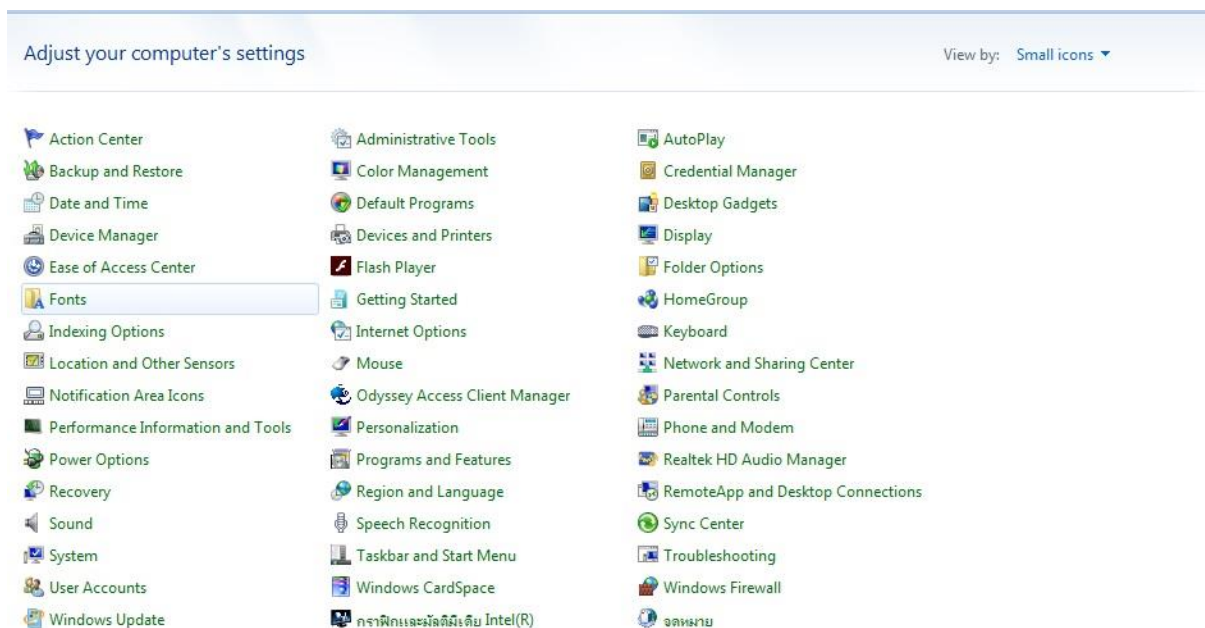 Adjust your computer's settings
View by: Small icons
Action Center
Administrative Tools
AutoPlay
Backup and Restore
Color Management
Credential Manager
Date and Time
Default Programs
Desktop Gadgets
Device Manager
Devices and Printers
Display
Ease of Access Center
Flash Player
Folder Options
Fonts
Getting Started
HomeGroup
Indexing Options
Internet Options
Keyboard
Location and Other Sensors
Mouse
Network and Sharing Center
Notification Area Icons
Odyssey Access Client Manager
Parental Controls
Performance Information and Tools
Personalization
Phone and Modem
Power Options
Programs and Features
Realtek HD Audio Manager
Recovery
Region and Language
RemoteApp and Desktop Connections
Sound
Speech Recognition
Sync Center
System
Taskbar and Start Menu
Troubleshooting
User Accounts
Windows CardSpace
Windows Firewall
Windows Update
กราฟิกและมัลติมีเดีย Intel(R)
จดหมาย